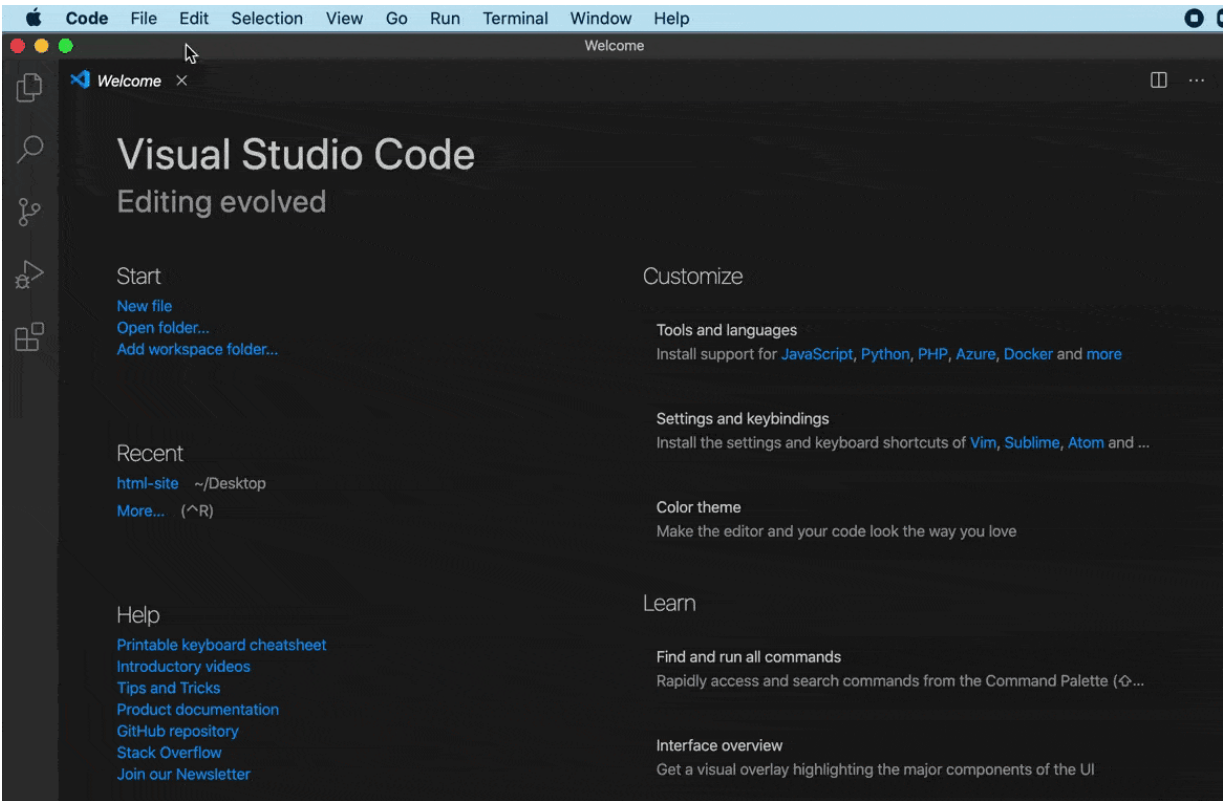 Code File Edit Selection View Go Run Terminal Window Help
Welcome
Welcome
Visual Studio Code
Editing evolved
Start
New file
Open folder...
Add workspace folder...
Recent
html-site ~/Desktop
More... (^R)
Help
Printable keyboard cheatsheet
Introductory videos
Tips and Tricks
Product documentation
GitHub repository
Stack Overflow
Join our Newsletter
Customize
Tools and languages
Install support for JavaScript, Python, PHP, Azure, Docker and more
Settings and keybindings
Install the settings and keyboard shortcuts of Vim, Sublime, Atom and ...
Color theme
Make the editor and your code look the way you love
Learn
Find and run all commands
Rapidly access and search commands from the Command Palette (⇧...
Interface overview
Get a visual overlay highlighting the major components of the UI